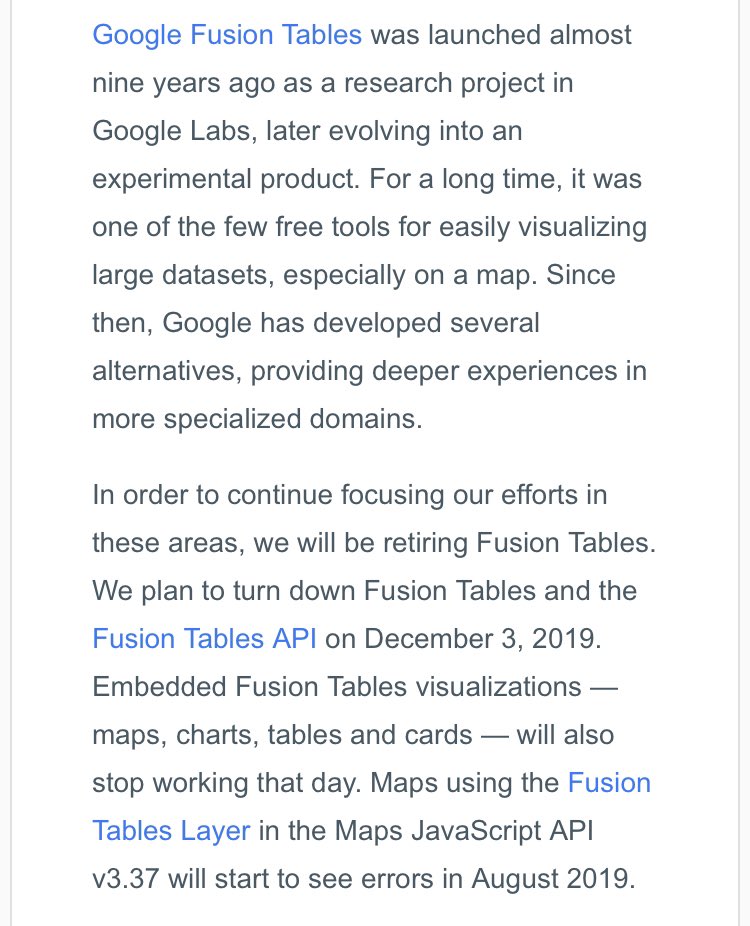 Google Fusion Tables was launched almost
nine years ago as a research project in
Google Labs, later evolving into an
experimental product. For a long time, it was
one of the few free tools for easily visualizing
large datasets, especially on a map. Since
then, Google has developed several
alternatives, providing deeper experiences in
more specialized domains.
In order to continue focusing our efforts in
these areas, we will be retiring Fusion Tables.
We plan to turn down Fusion Tables and the
Fusion Tables API on December 3, 2019.
Embedded Fusion Tables visualizations —
maps, charts, tables and cards — will also
stop working that day. Maps using the Fusion
Tables Layer in the Maps JavaScript API
v3.37 will start to see errors in August 2019.